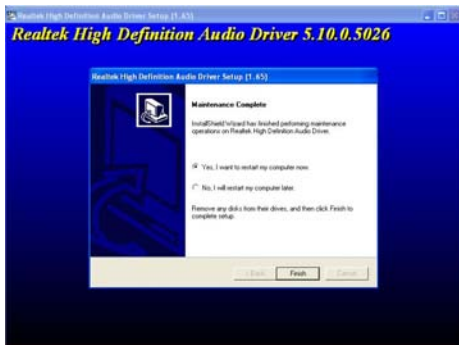 Realtek High Definition Audio Driver Setup (1.65)
Realtek High Definition Audio Driver 5.10.0.5026
Realtek High Definition Audio Driver Setup (1.65)
Maintenance Complete
InstallShield Wizard has finished performing maintenance
operations on Realtek High Definition Audio Driver.
Yes, I want to restart my computer now.
No, I will restart my computer later.
Remove any disks from their drives, and then click Finish to
complete setup.
< Back Finish Cancel